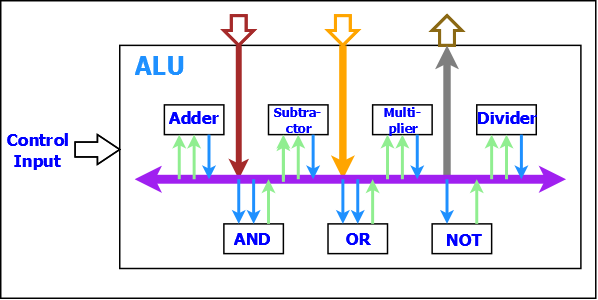 ALU
Adder
Subtra-
ctor
Multi-
plier
Divider
Control
Input
AND
OR
NOT